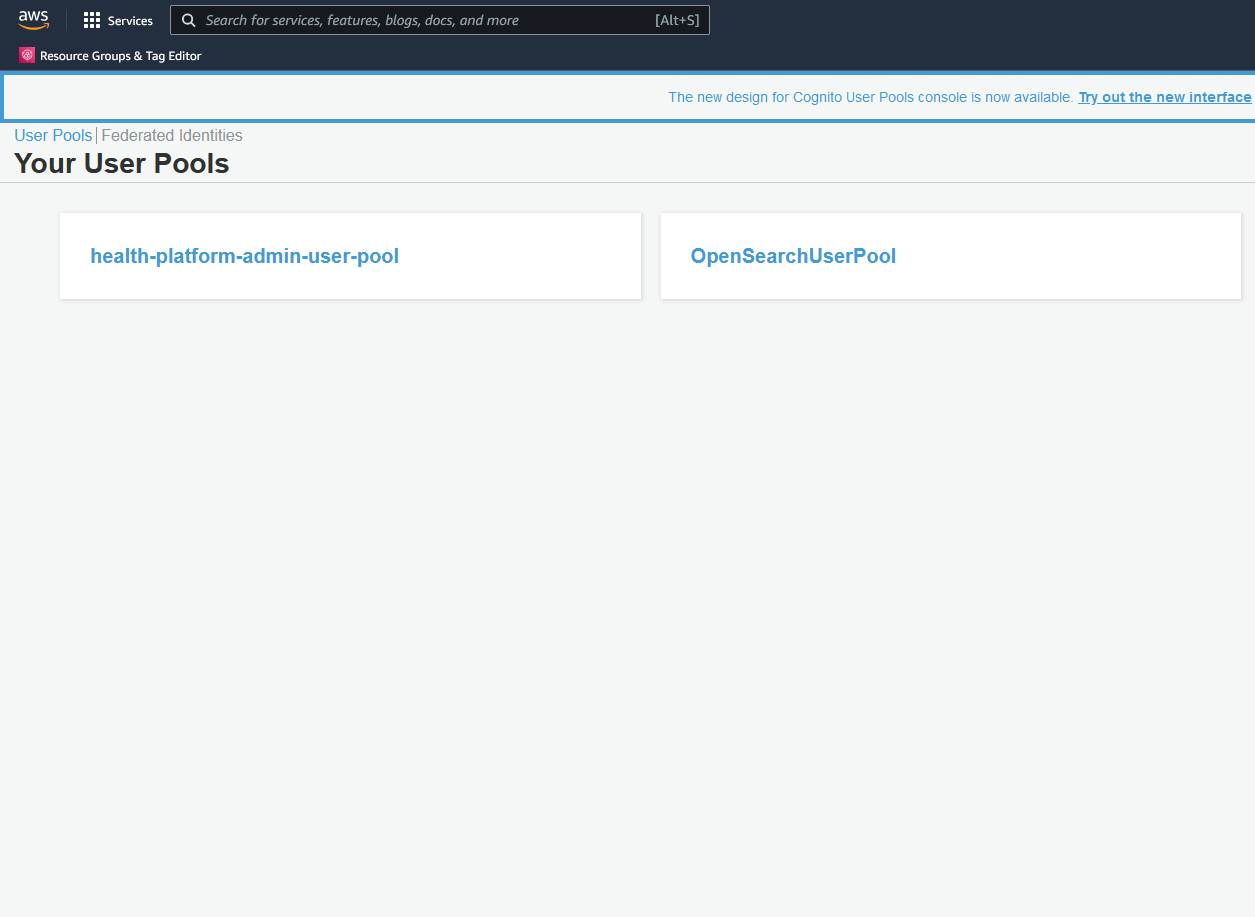 aws Services Search for services, features, blogs, docs, and more [Alt+S]
Resource Groups & Tag Editor
The new design for Cognito User Pools console is now available. Try out the new interface
User Pools | Federated Identities
Your User Pools
health-platform-admin-user-pool OpenSearchUserPool